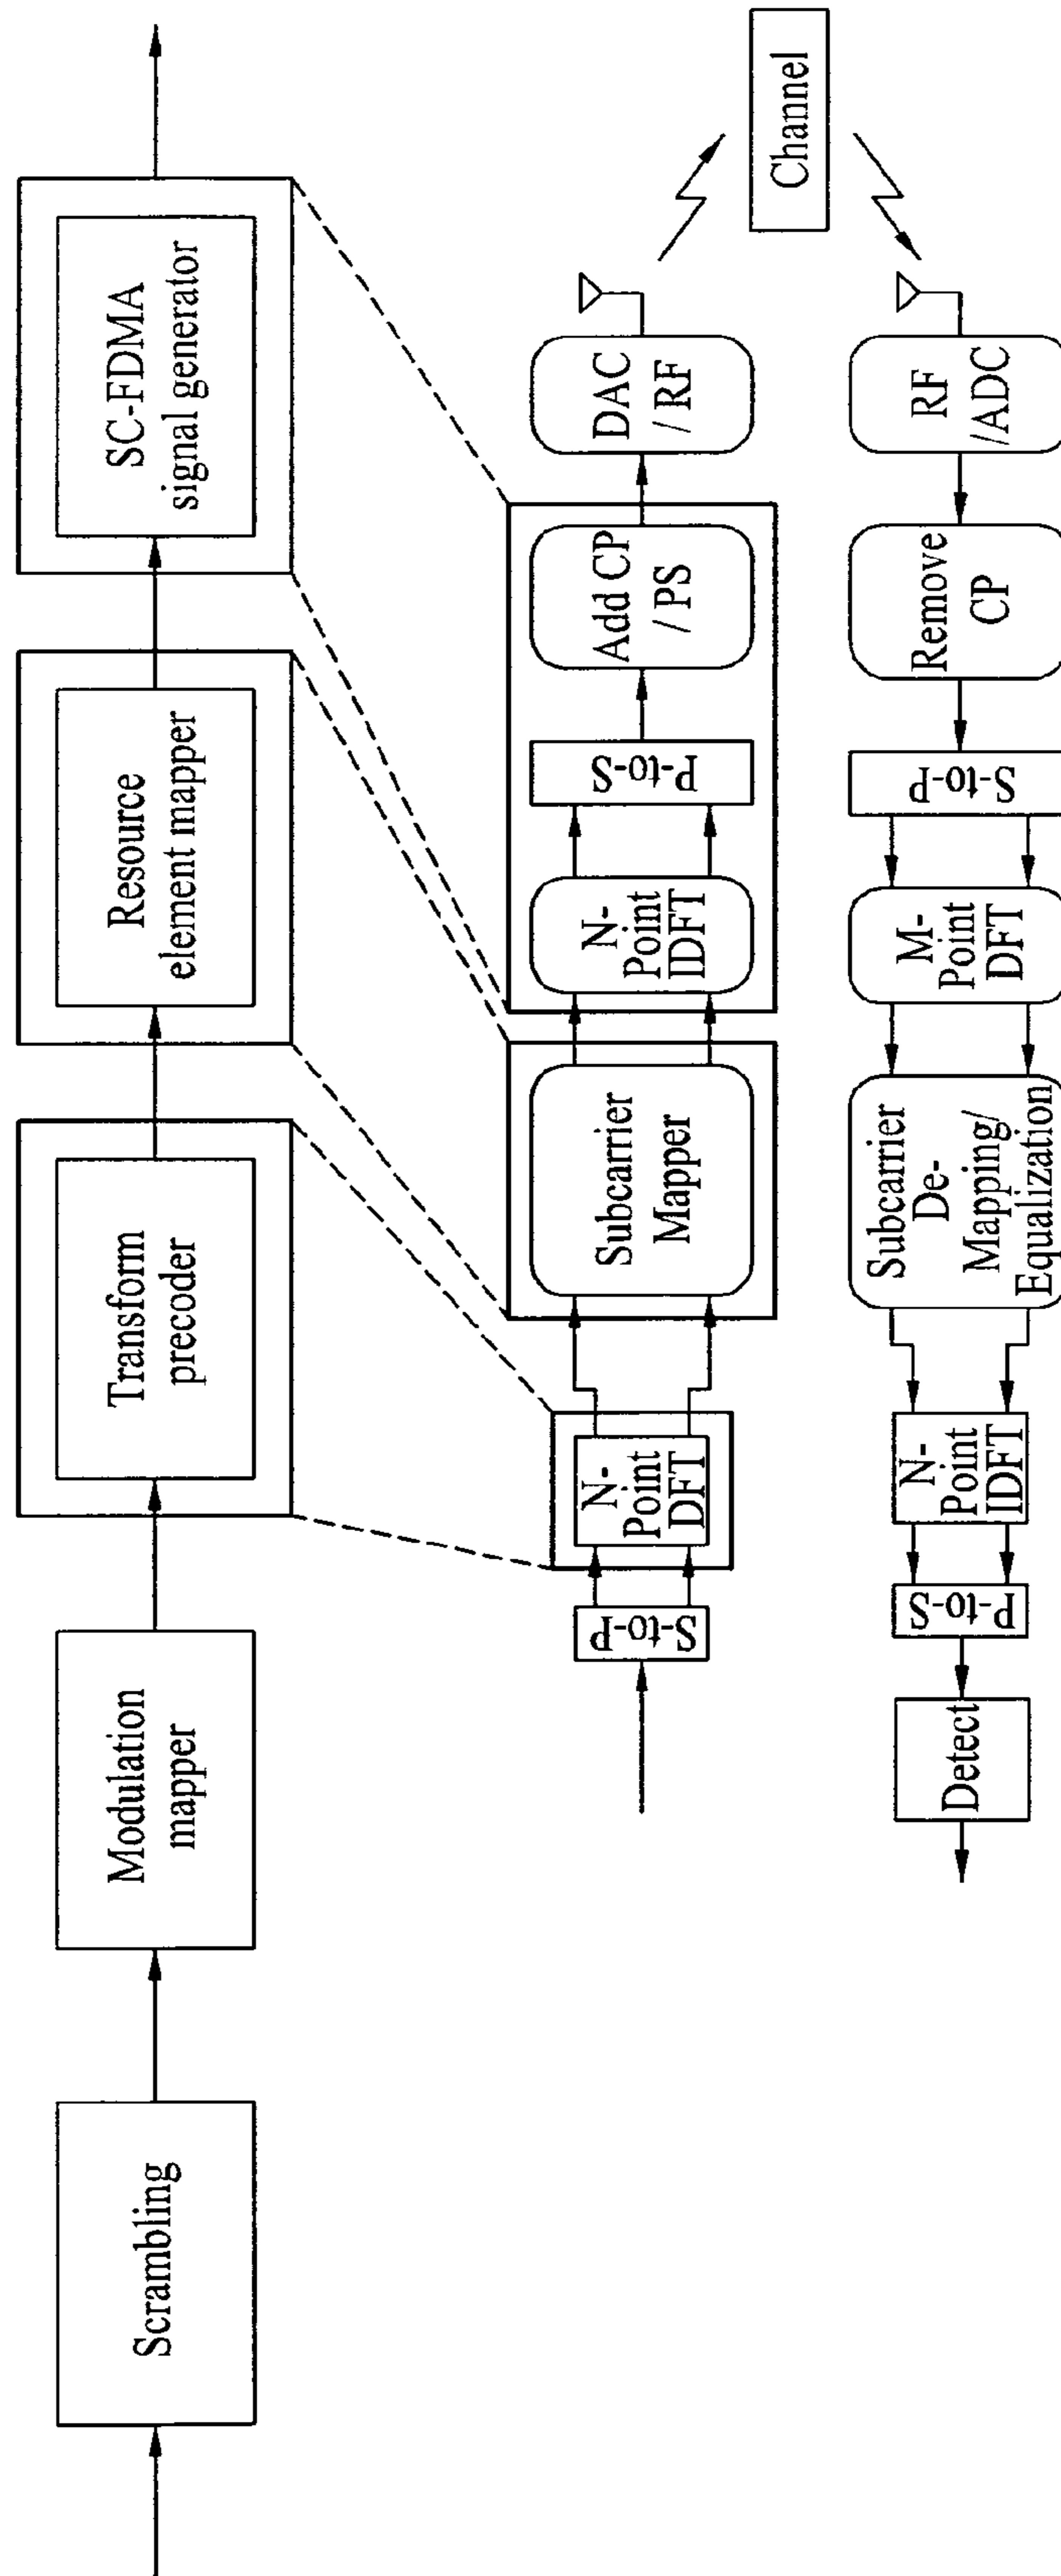 Scrambling
Modulation
mapper
Transform
precoder
Resource
element mapper
SC-FDMA
signal generator
S-to-P
N-
Point
DFT
Subcarrier
Mapper
N-
Point
IDFT
P-to-S
Add CP
/ PS
DAC
/ RF
Channel
RF
/ADC
Remove
CP
S-to-P
M-
Point
DFT
Subcarrier
De-
Mapping/
Equalization
N-
Point
IDFT
P-to-S
Detect